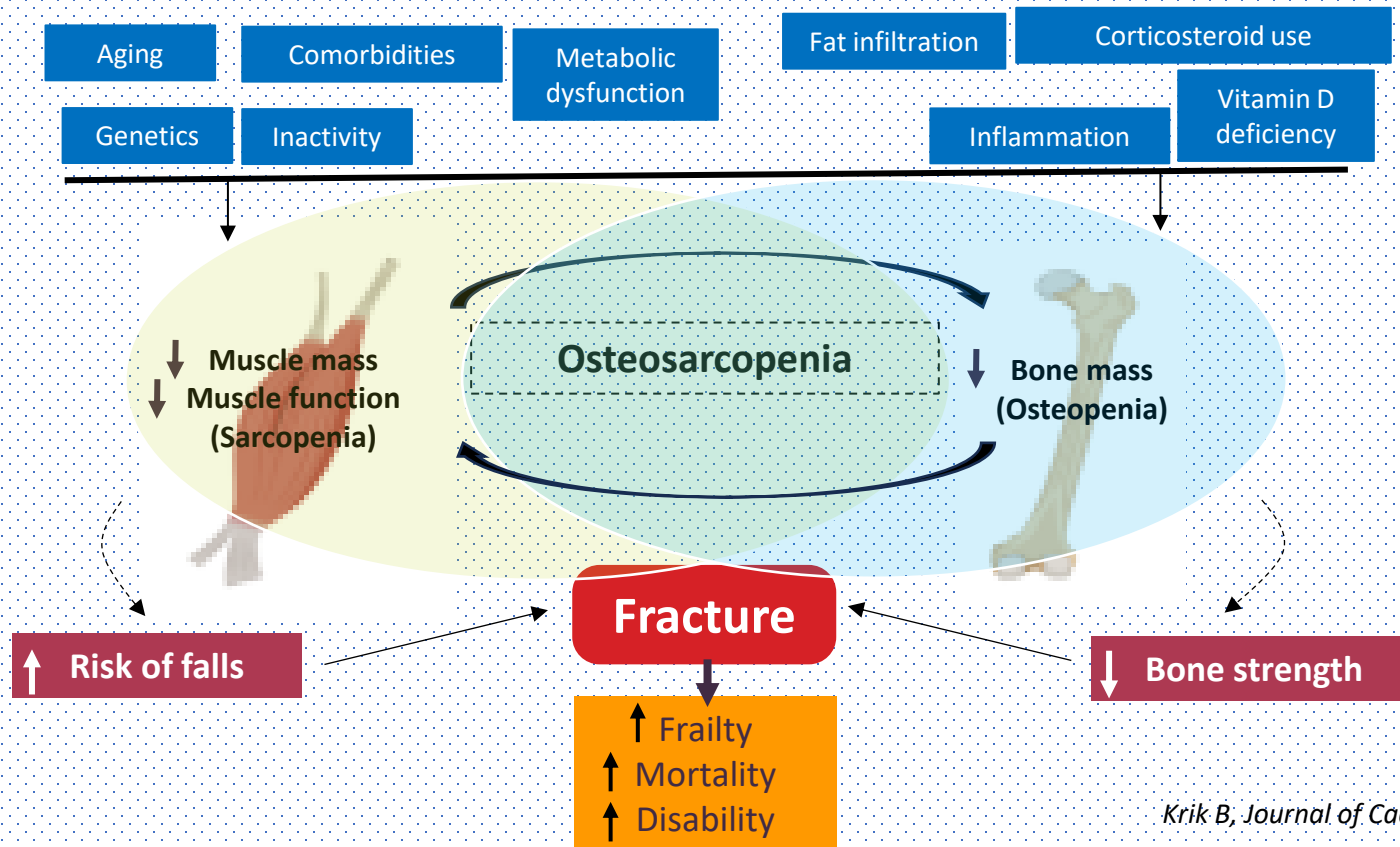 Aging
Comorbidities
Metabolic
dysfunction
Fat infiltration
Corticosteroid use
Genetics
Inactivity
Inflammation
Vitamin D
deficiency
Muscle mass
Muscle function
(Sarcopenia)
Osteosarcopenia
Bone mass
(Osteopenia)
Fracture
Risk of falls
Bone strength
Frailty
Mortality
Disability
Krik B, Journal of Ca